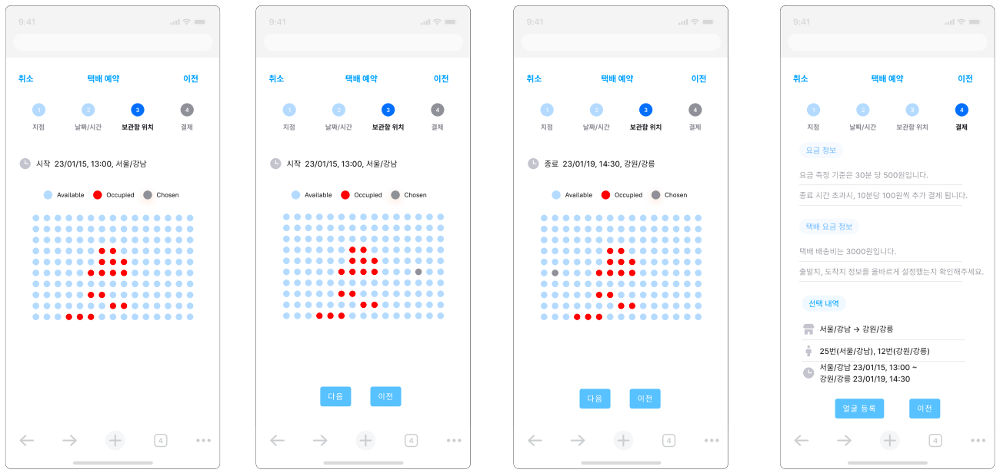 9:41
취소 택배 예약 이전
1 2 3 4
지점 날짜/시간 보관함 위치 결제
시작 23/01/15, 13:00, 서울/강남
Available Occupied Chosen
4
9:41
취소 택배 예약 이전
1 2 3 4
지점 날짜/시간 보관함 위치 결제
시작 23/01/15, 13:00, 서울/강남
Available Occupied Chosen
다음 이전
4
9:41
취소 택배 예약 이전
1 2 3 4
지점 날짜/시간 보관함 위치 결제
종료 23/01/19, 14:30, 강원/강릉
Available Occupied Chosen
다음 이전
4
9:41
취소 택배 예약 이전
1 2 3 4
지점 날짜/시간 보관함 위치 결제
요금 정보
요금 측정 기준은 30분 당 500원입니다.
종료 시간 초과시, 10분당 100원씩 추가 결제 됩니다.
택배 요금 정보
택배 배송비는 3000원입니다.
출발지, 도착지 정보를 올바르게 설정했는지 확인해주세요.
선택 내역
서울/강남 → 강원/강릉
25번(서울/강남), 12번(강원/강릉)
서울/강남 23/01/15, 13:00 ~
강원/강릉 23/01/19, 14:30
얼굴 등록 이전
4